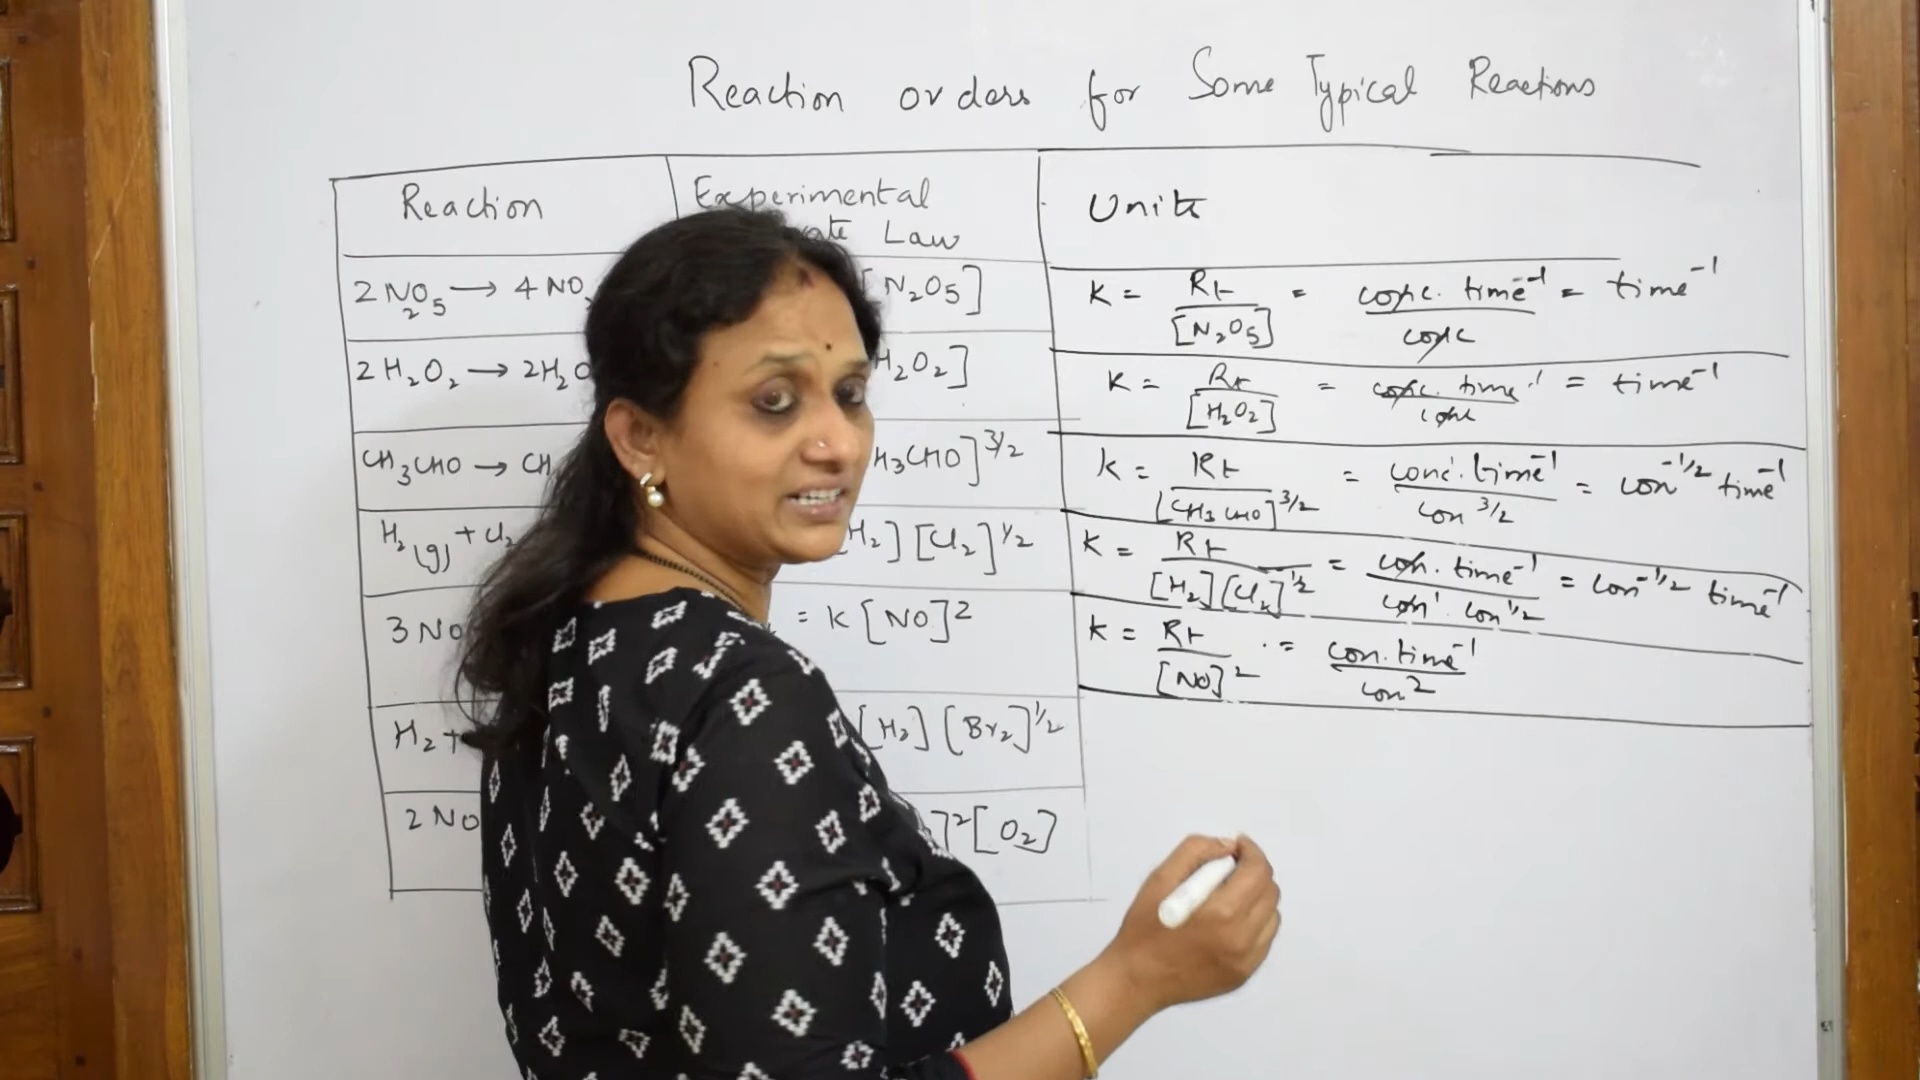 Reaction orders for Some Typical Reactions
Reaction
Experimental
Law
Units
2N₂O₅ → 4NO
[N₂O₅]
K = Rt/[N₂O₅] = conc. time⁻¹/conc = time⁻¹
2H₂O₂ → 2H₂O
H₂O₂]
K = Rt/[H₂O₂] = conc. time⁻¹/conc = time⁻¹
CH₃CHO → CH
H₃CHO]^3/2
K = Rt/[CH₃CHO]^3/2 = conc. time⁻¹/con^3/2 = con^-1/2 time⁻¹
H₂(g) + Cl₂
[H₂][Cl₂]^1/2
K = Rt/[H₂][Cl₂]^1/2 = con. time⁻¹/con¹. con^1/2 = con^-1/2 time⁻¹
3NO
= K[NO]²
K = Rt/[NO]² = con. time⁻¹/con²
H₂+
[H₂][Br₂]^1/2
2NO
]²[O₂]